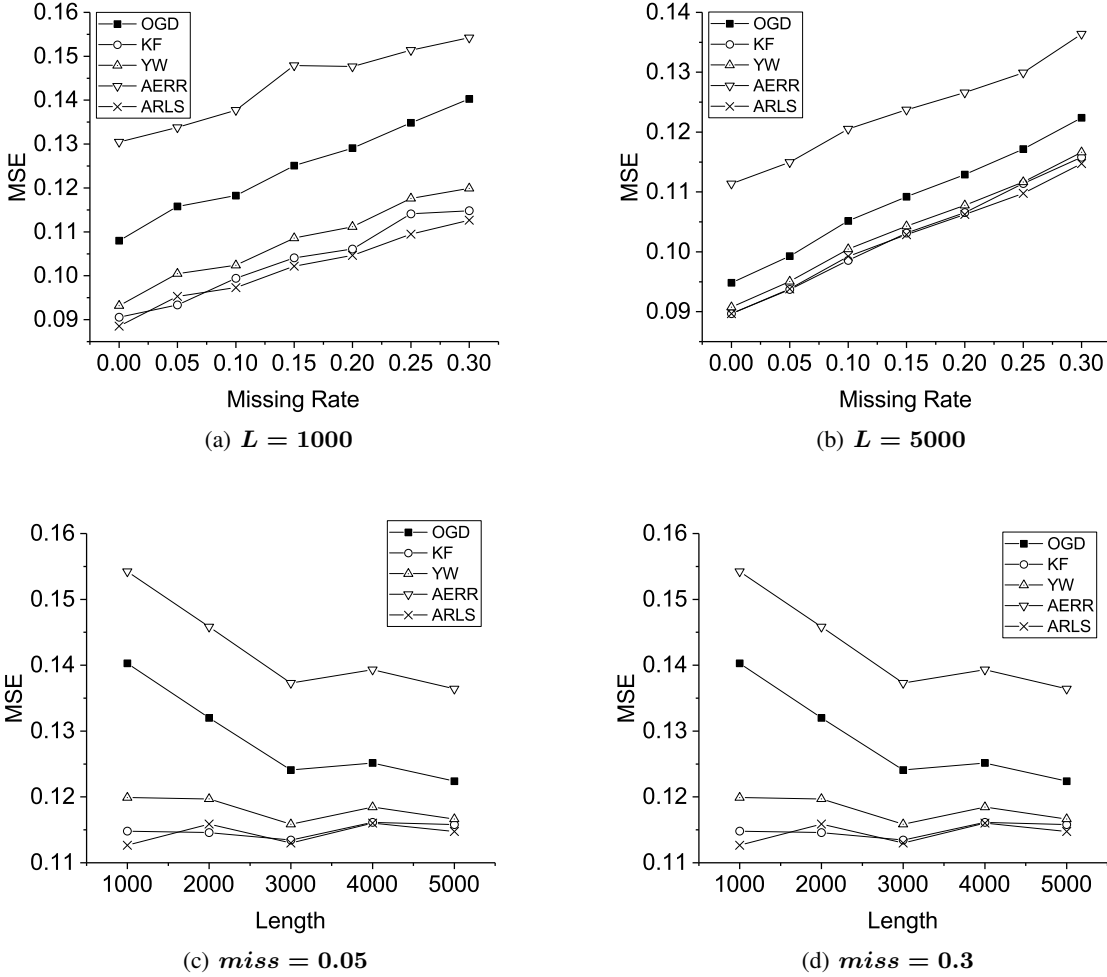 0.16
0.15
0.14
0.13
0.12
0.11
0.10
0.09
MSE
OGD
KF
YW
AERR
ARLS
0.00 0.05 0.10 0.15 0.20 0.25 0.30
Missing Rate
(a) L = 1000
0.14
0.13
0.12
0.11
0.10
0.09
MSE
OGD
KF
YW
AERR
ARLS
0.00 0.05 0.10 0.15 0.20 0.25 0.30
Missing Rate
(b) L = 5000
0.16
0.15
0.14
0.13
0.12
0.11
MSE
OGD
KF
YW
AERR
ARLS
1000 2000 3000 4000 5000
Length
(c) miss = 0.05
0.16
0.15
0.14
0.13
0.12
0.11
MSE
OGD
KF
YW
AERR
ARLS
1000 2000 3000 4000 5000
Length
(d) miss = 0.3